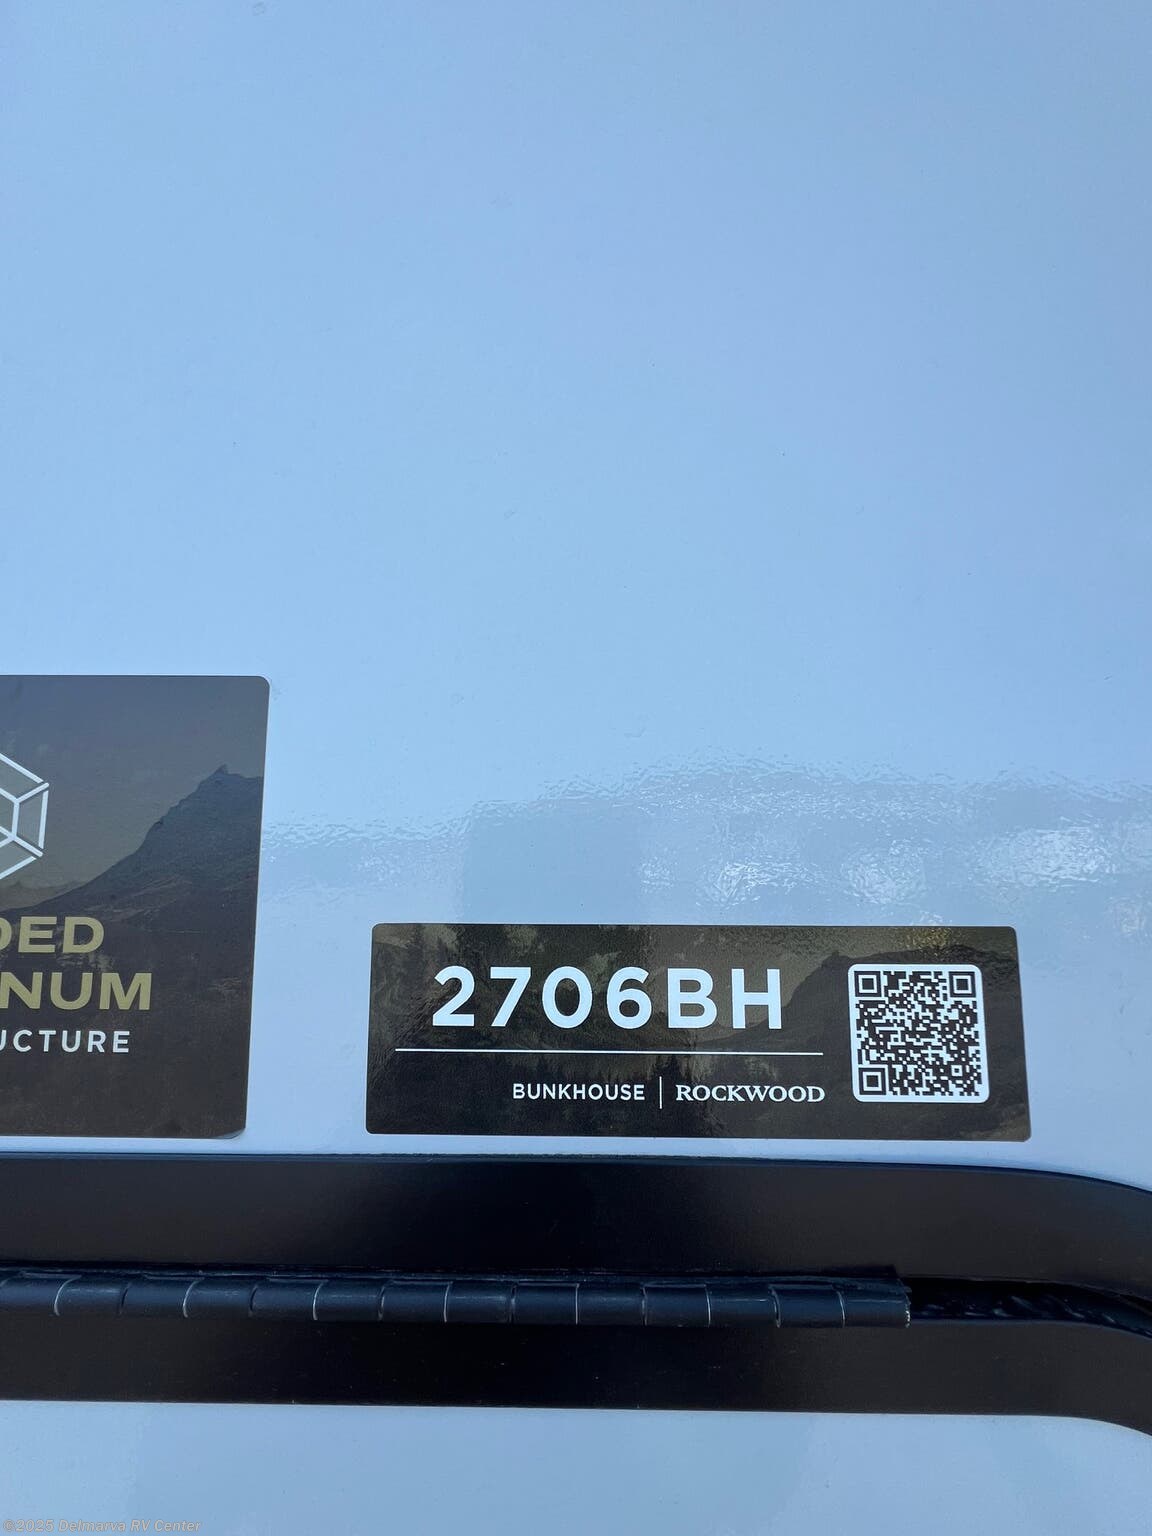 DED
NUM
UCTURE
2706BH
BUNKHOUSE | ROCKWOOD
©2025 Delmarva RV Center